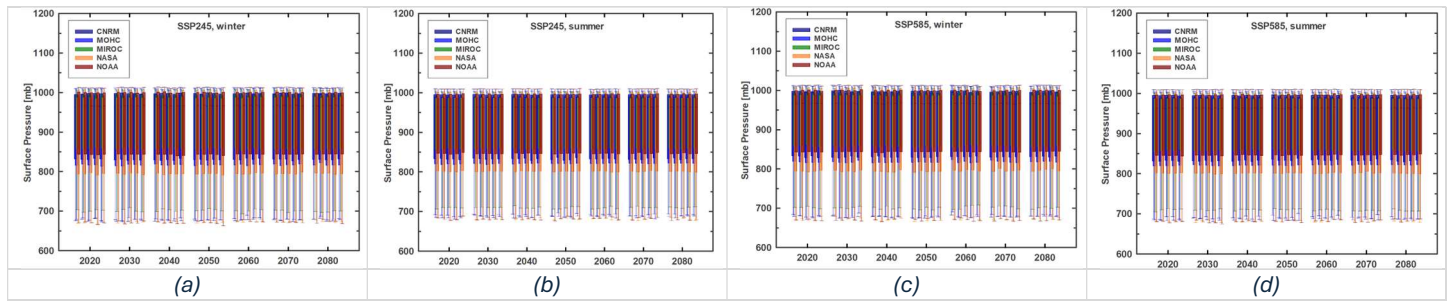 SSP245, winter
CNRM
MOHC
MIROC
NASA
NOAA
Surface Pressure [mb]
1200
1100
1000
900
800
700
600
2020 2030 2040 2050 2060 2070 2080
(a)
SSP245, summer
CNRM
MOHC
MIROC
NASA
NOAA
Surface Pressure [mb]
1200
1100
1000
900
800
700
600
2020 2030 2040 2050 2060 2070 2080
(b)
SSP585, winter
CNRM
MOHC
MIROC
NASA
NOAA
Surface Pressure [mb]
1200
1100
1000
900
800
700
600
2020 2030 2040 2050 2060 2070 2080
(c)
SSP585, summer
CNRM
MOHC
MIROC
NASA
NOAA
Surface Pressure [mb]
1200
1100
1000
900
800
700
600
2020 2030 2040 2050 2060 2070 2080
(d)